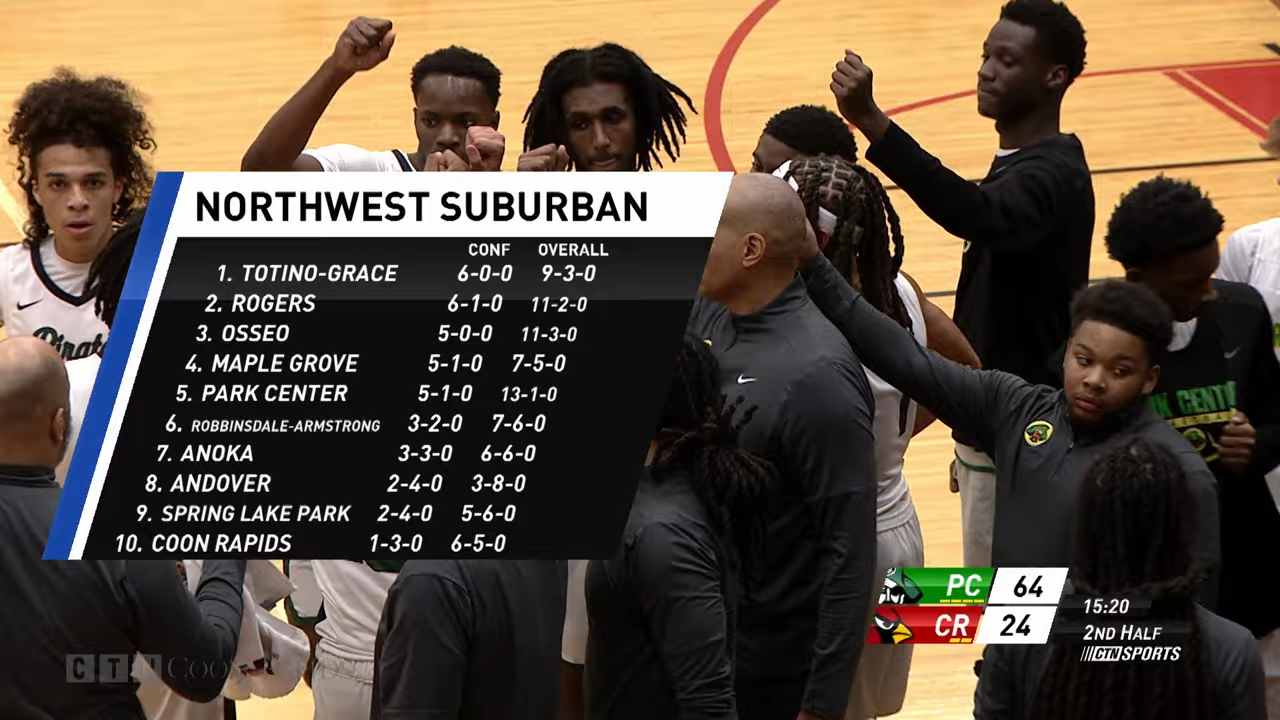 NORTHWEST SUBURBAN
CONF OVERALL
1. TOTINO-GRACE 6-0-0 9-3-0
2. ROGERS 6-1-0 11-2-0
3. OSSEO 5-0-0 11-3-0
4. MAPLE GROVE 5-1-0 7-5-0
5. PARK CENTER 5-1-0 13-1-0
6. ROBBINSDALE-ARMSTRONG 3-2-0 7-6-0
7. ANOKA 3-3-0 6-6-0
8. ANDOVER 2-4-0 3-8-0
9. SPRING LAKE PARK 2-4-0 5-6-0
10. COON RAPIDS 1-3-0 6-5-0
Pirate
PC 64
CR 24
15:20
2ND HALF
CTN SPORTS
CTN Coon